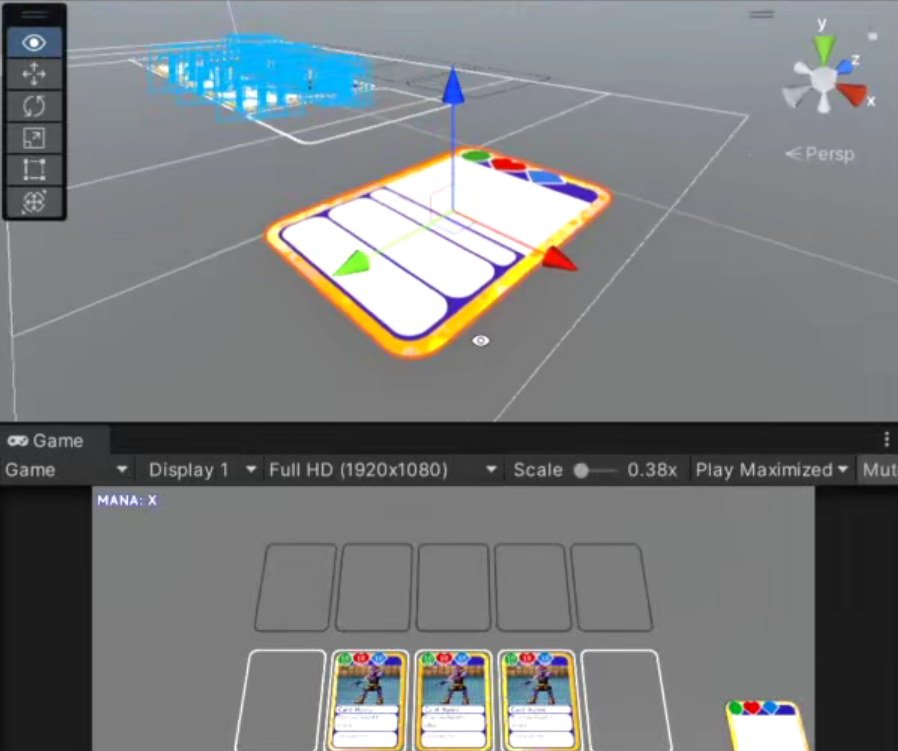 y
z
x
Persp
Game
Game Display 1 Full HD (1920x1080) Scale 0.38x Play Maximized Mut
MANA: X
Card Name Card Name Card Name